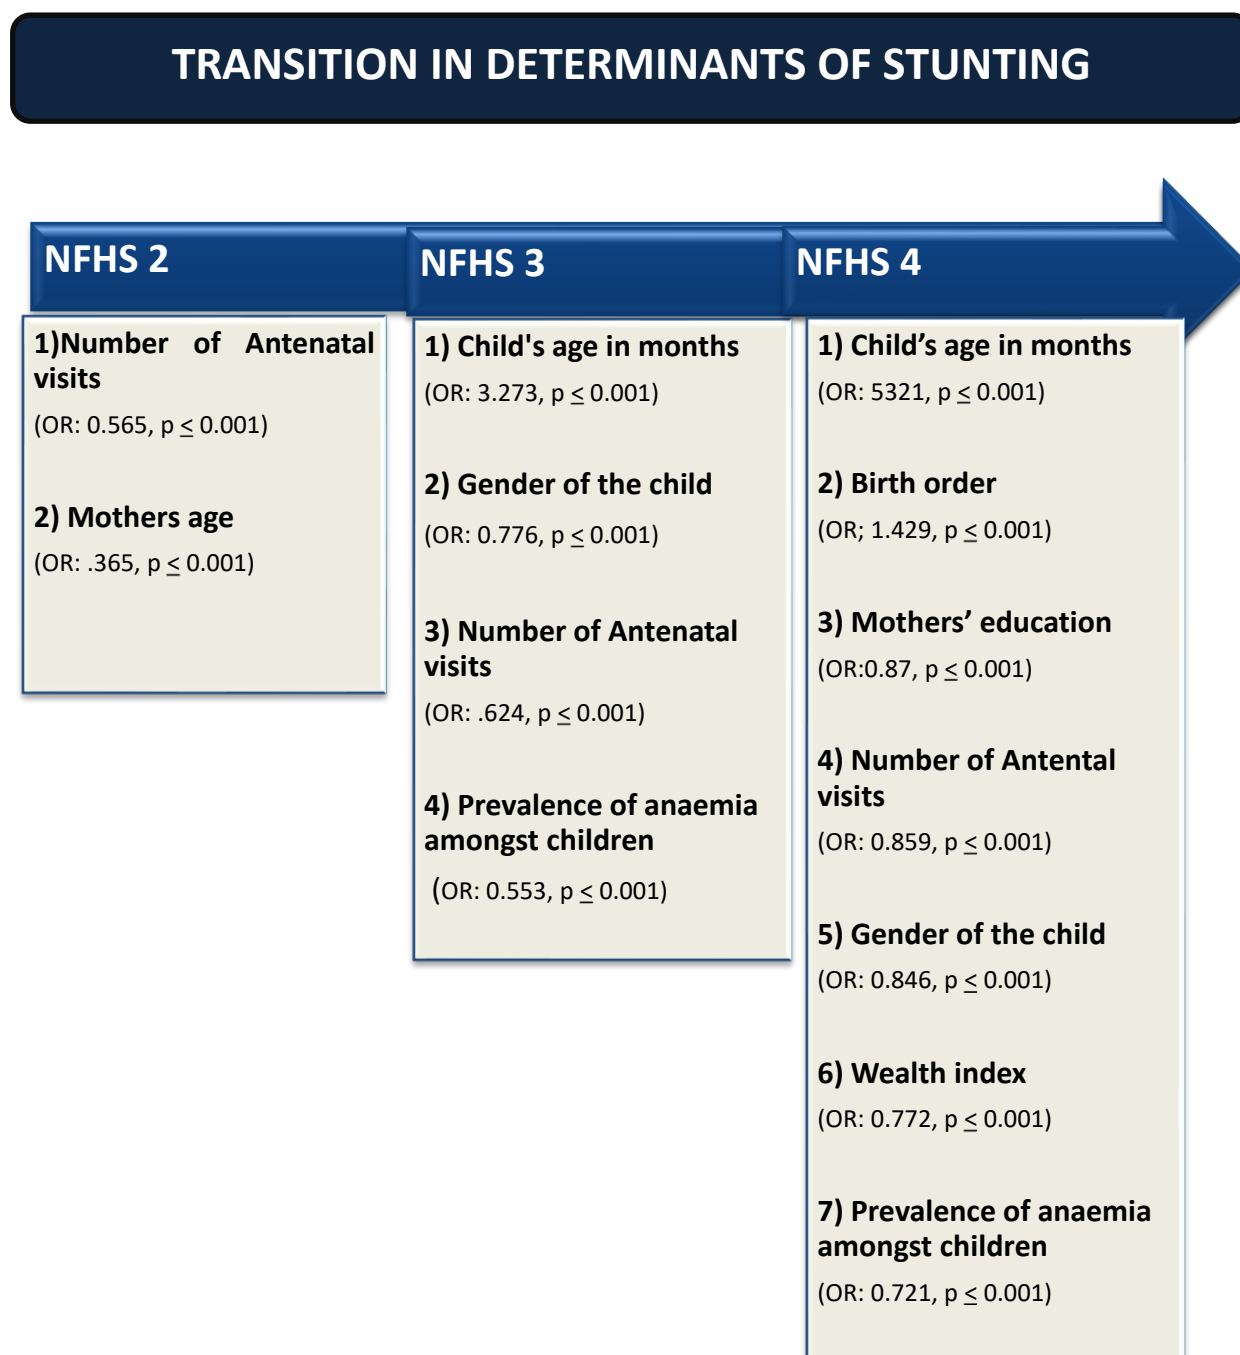 TRANSITION IN DETERMINANTS OF STUNTING
NFHS 2
1)Number of Antenatal
visits
(OR: 0.565, p ≤ 0.001)
2) Mothers age
(OR: .365, p ≤ 0.001)
NFHS 3
1) Child's age in months
(OR: 3.273, p ≤ 0.001)
2) Gender of the child
(OR: 0.776, p ≤ 0.001)
3) Number of Antenatal
visits
(OR: .624, p ≤ 0.001)
4) Prevalence of anaemia
amongst children
(OR: 0.553, p ≤ 0.001)
NFHS 4
1) Child’s age in months
(OR: 5321, p ≤ 0.001)
2) Birth order
(OR; 1.429, p ≤ 0.001)
3) Mothers’ education
(OR:0.87, p ≤ 0.001)
4) Number of Antental
visits
(OR: 0.859, p ≤ 0.001)
5) Gender of the child
(OR: 0.846, p ≤ 0.001)
6) Wealth index
(OR: 0.772, p ≤ 0.001)
7) Prevalence of anaemia
amongst children
(OR: 0.721, p ≤ 0.001)